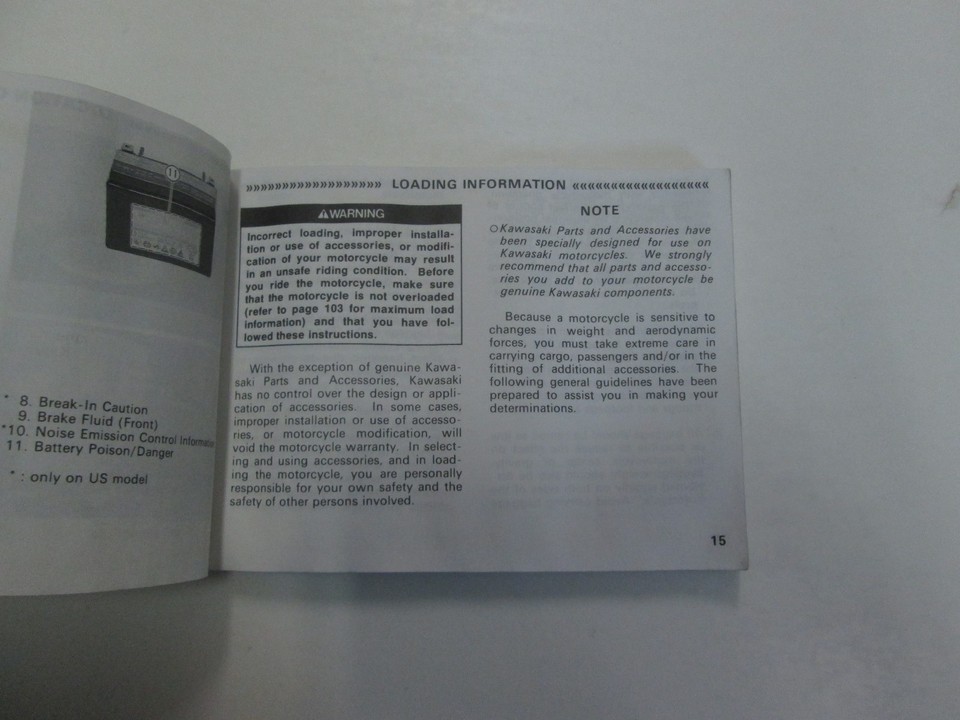 11
* 8. Break-In Caution
9. Brake Fluid (Front)
*10. Noise Emission Control Information
11. Battery Poison/Danger
* : only on US model
»»»»»»»»»»»»»»»»»»» LOADING INFORMATION «««««««««««««««««««
⚠WARNING
Incorrect loading, improper installa-
tion or use of accessories, or modifi-
cation of your motorcycle may result
in an unsafe riding condition. Before
you ride the motorcycle, make sure
that the motorcycle is not overloaded
(refer to page 103 for maximum load
information) and that you have fol-
lowed these instructions.
With the exception of genuine Kawa-
saki Parts and Accessories, Kawasaki
has no control over the design or appli-
cation of accessories. In some cases,
improper installation or use of accesso-
ries, or motorcycle modification, will
void the motorcycle warranty. In select-
ing and using accessories, and in load-
ing the motorcycle, you are personally
responsible for your own safety and the
safety of other persons involved.
NOTE
○Kawasaki Parts and Accessories have
been specially designed for use on
Kawasaki motorcycles. We strongly
recommend that all parts and accesso-
ries you add to your motorcycle be
genuine Kawasaki components.
Because a motorcycle is sensitive to
changes in weight and aerodynamic
forces, you must take extreme care in
carrying cargo, passengers and/or in the
fitting of additional accessories. The
following general guidelines have been
prepared to assist you in making your
determinations.
15